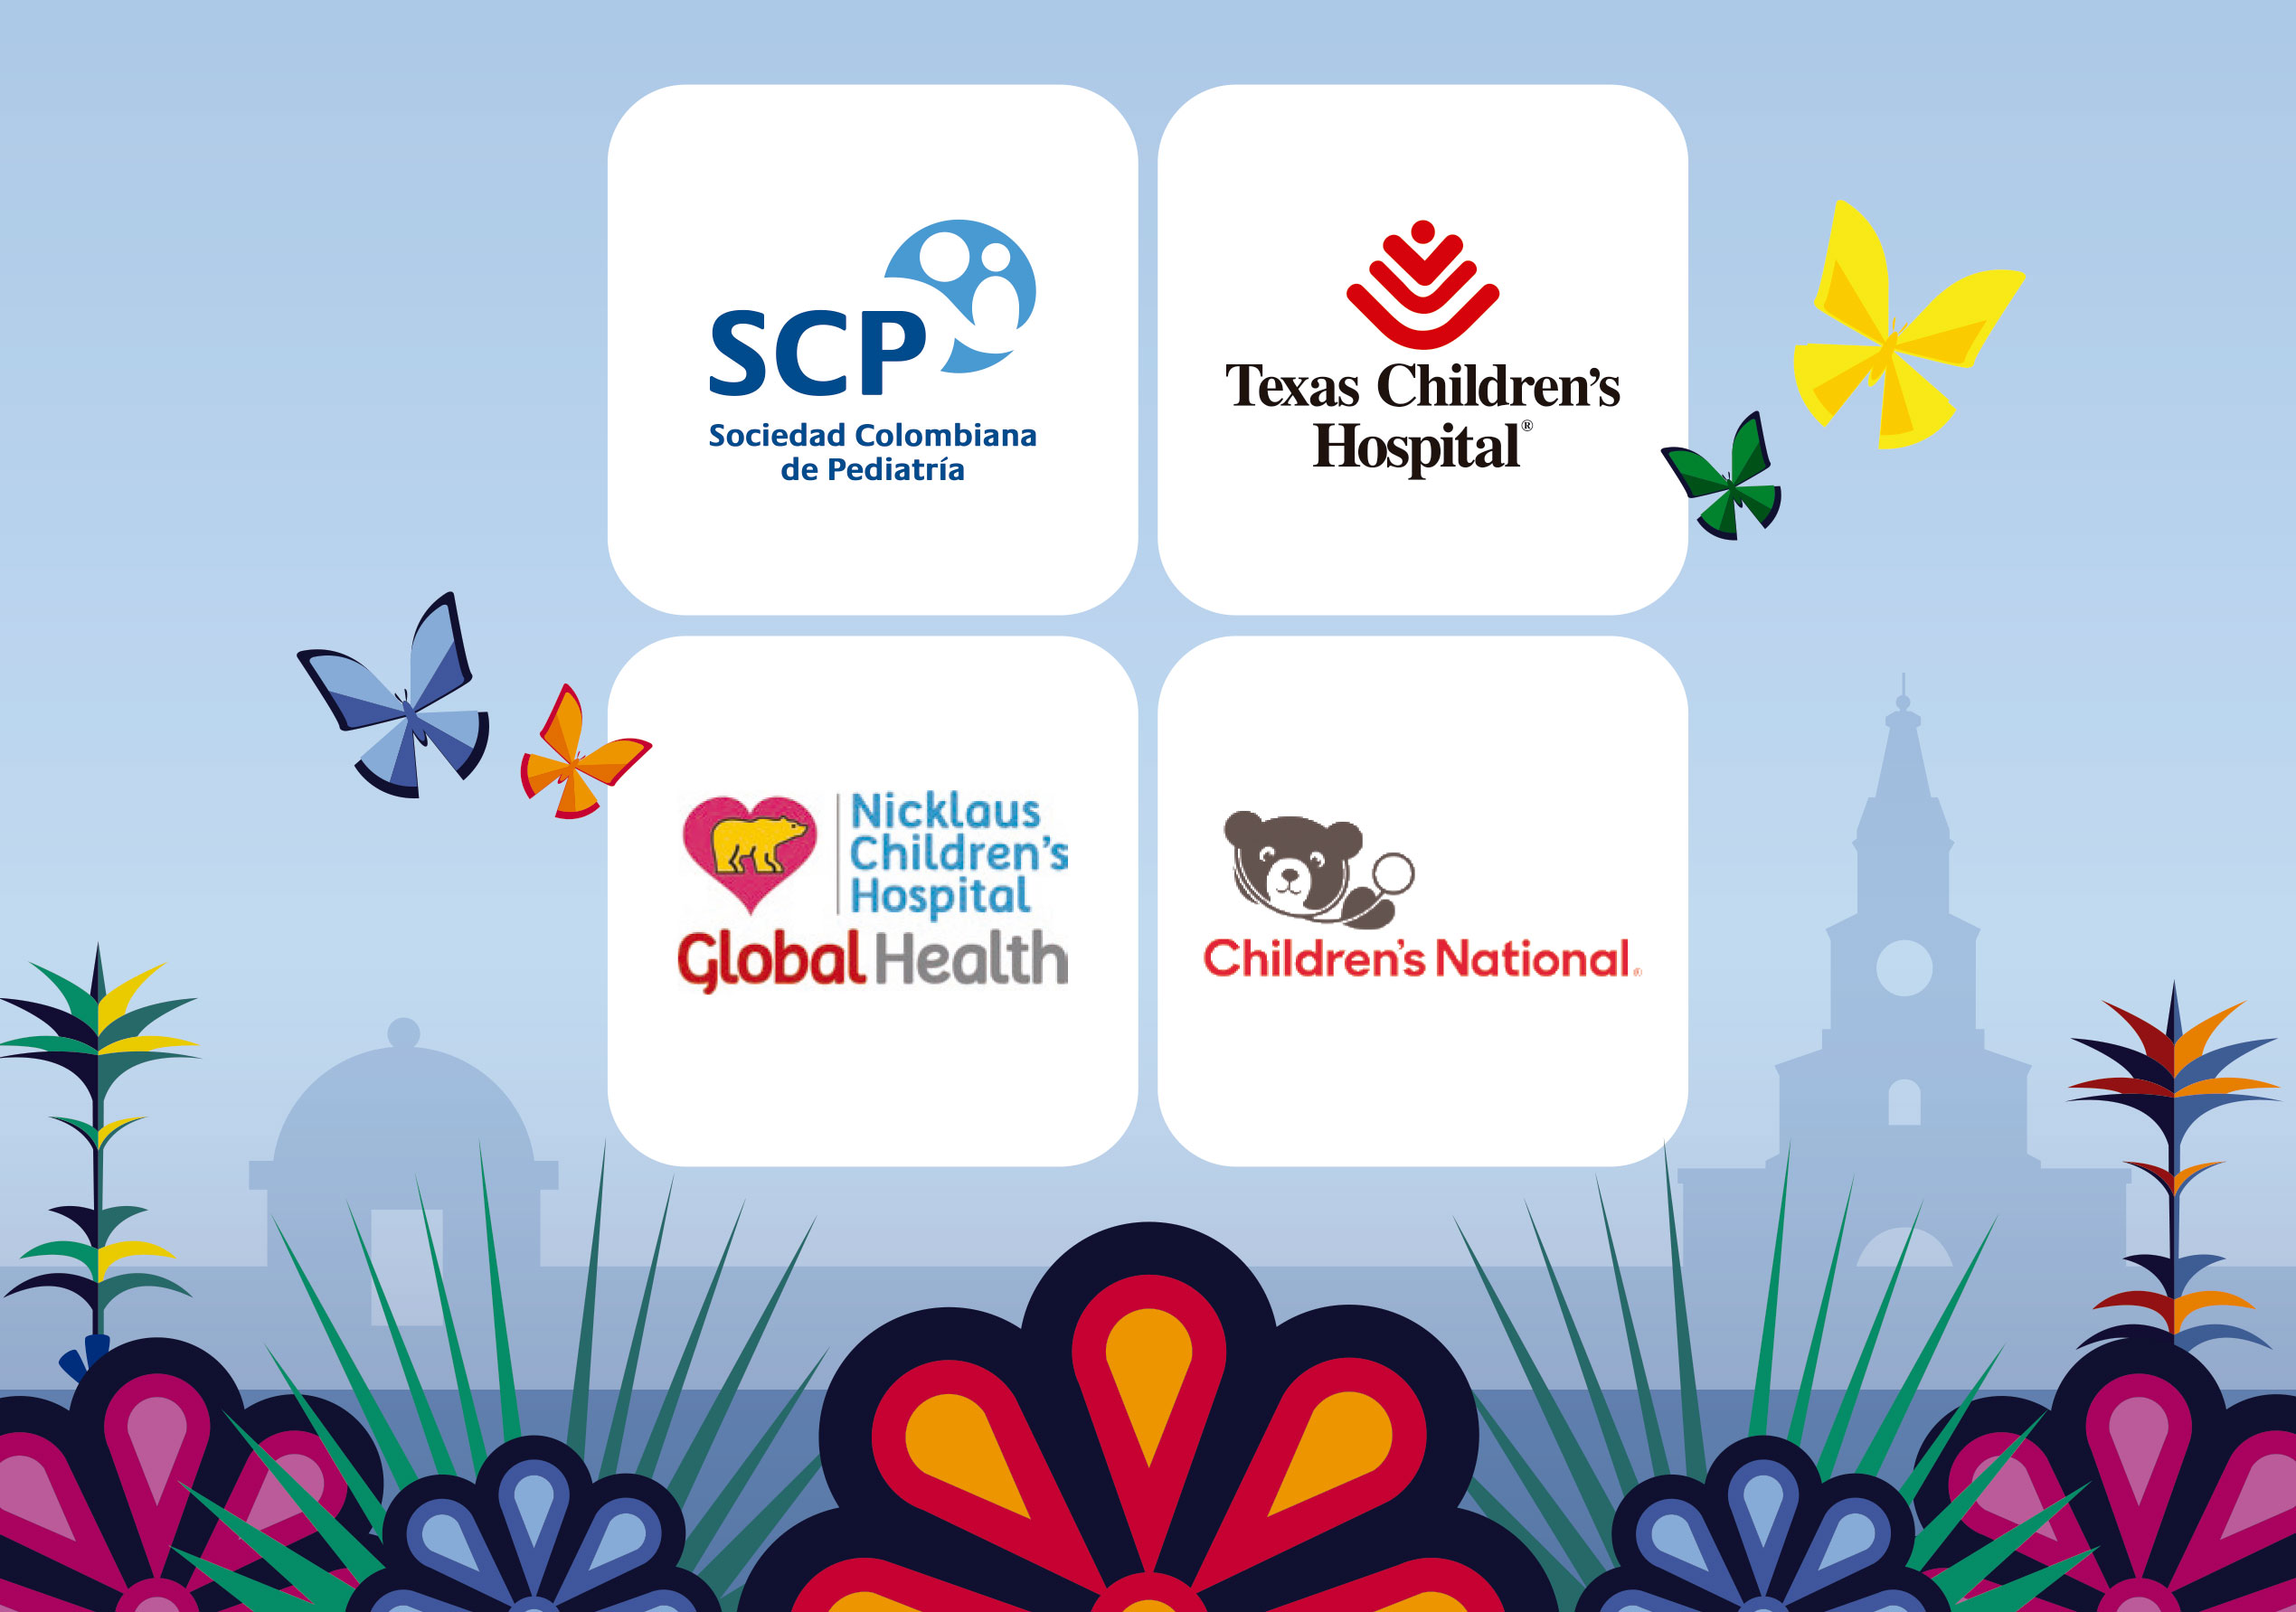 SCP
Sociedad Colombiana
de Pediatría
Texas Children's
Hospital®
Nicklaus
Children's
Hospital
Global Health
Children's National®